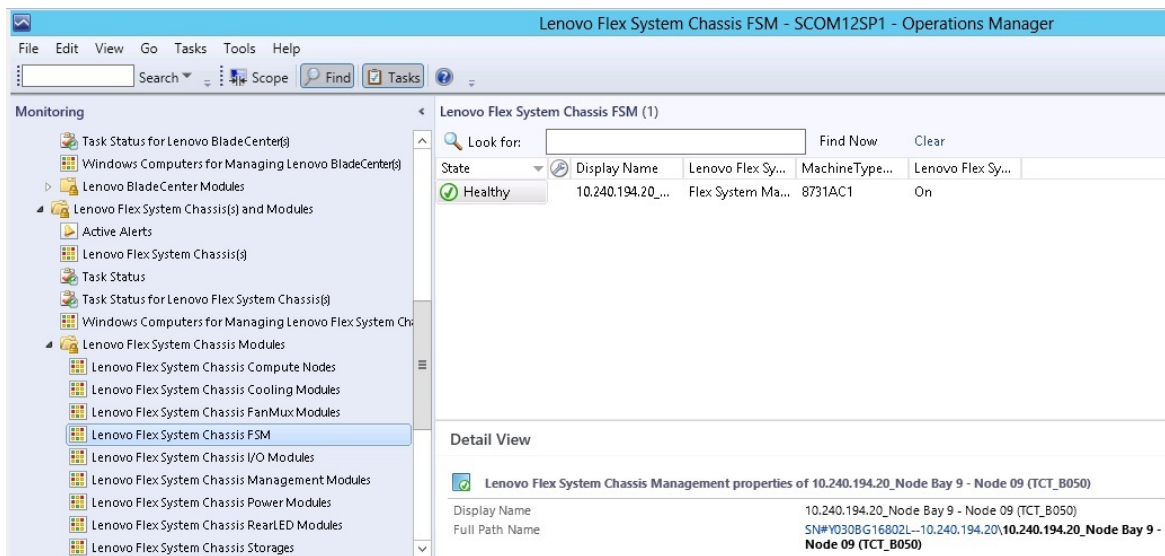 Lenovo Flex System Chassis FSM - SCOM12SP1 - Operations Manager
File Edit View Go Tasks Tools Help
Search Scope Find Tasks
Monitoring
Task Status for Lenovo BladeCenter(s)
Windows Computers for Managing Lenovo BladeCenter(s)
Lenovo BladeCenter Modules
Lenovo Flex System Chassis(s) and Modules
Active Alerts
Lenovo Flex System Chassis(s)
Task Status
Task Status for Lenovo Flex System Chassis(s)
Windows Computers for Managing Lenovo Flex System Cha
Lenovo Flex System Chassis Modules
Lenovo Flex System Chassis Compute Nodes
Lenovo Flex System Chassis Cooling Modules
Lenovo Flex System Chassis FanMux Modules
Lenovo Flex System Chassis FSM
Lenovo Flex System Chassis I/O Modules
Lenovo Flex System Chassis Management Modules
Lenovo Flex System Chassis Power Modules
Lenovo Flex System Chassis RearLED Modules
Lenovo Flex System Chassis Storages
Lenovo Flex System Chassis FSM (1)
Look for: Find Now Clear
State Display Name Lenovo Flex Sy... MachineType... Lenovo Flex Sy...
Healthy 10.240.194.20_... Flex System Ma... 8731AC1 On
Detail View
Lenovo Flex System Chassis Management properties of 10.240.194.20_Node Bay 9 - Node 09 (TCT_B050)
Display Name 10.240.194.20_Node Bay 9 - Node 09 (TCT_B050)
Full Path Name SN#Y030BG16802L--10.240.194.20\10.240.194.20_Node Bay 9 -
Node 09 (TCT_B050)